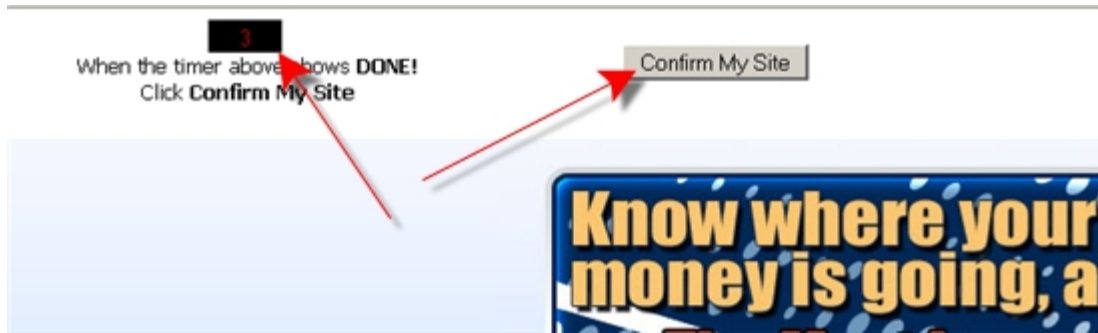 3
When the timer above shows DONE!
Click Confirm My Site
Confirm My Site
Know where your
money is going, a